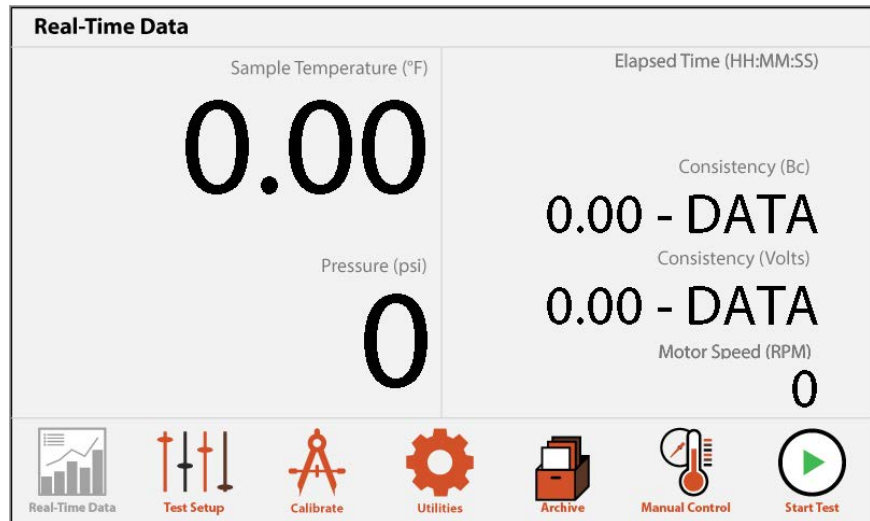 Real-Time Data
Sample Temperature (°F)
0.00
Pressure (psi)
0
Elapsed Time (HH:MM:SS)
Consistency (Bc)
0.00 - DATA
Consistency (Volts)
0.00 - DATA
Motor Speed (RPM)
0
Real-Time Data
Test Setup
Calibrate
Utilities
Archive
Manual Control
Start Test